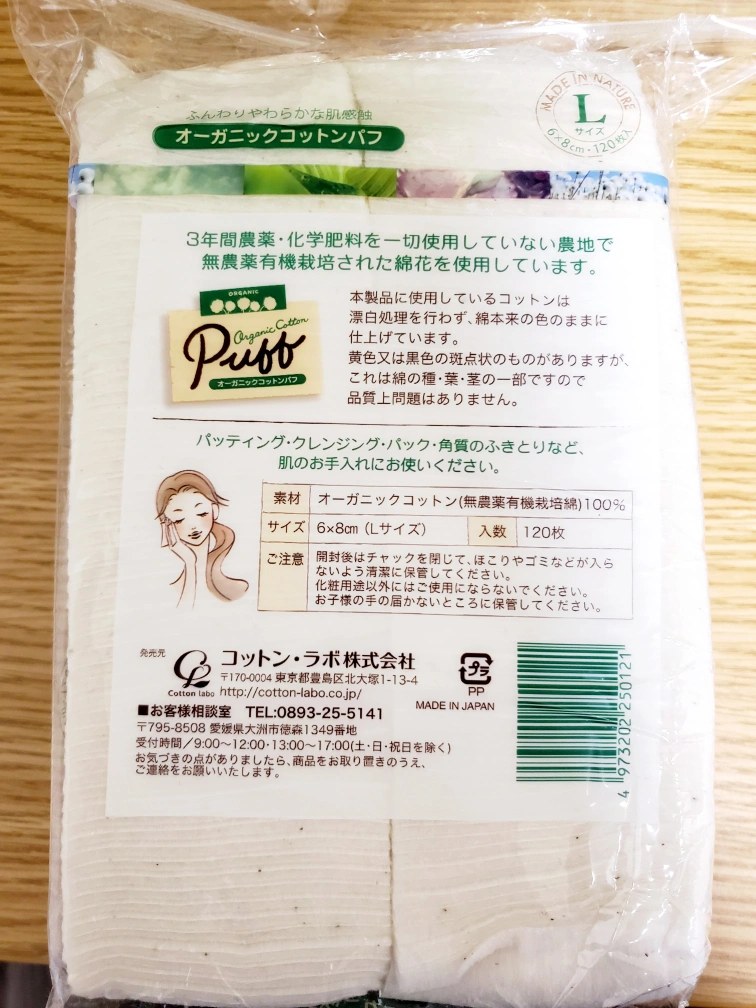 ふんわりやわらかな肌感触
オーガニックコットンパフ
MADE IN NATURE
L
サイズ
6×8cm・120枚入
3年間農薬・化学肥料を一切使用していない農地で
無農薬有機栽培された綿花を使用しています。
ORGANIC
Organic Cotton
Puff
オーガニックコットンパフ
本製品に使用しているコットンは
漂白処理を行わず、綿本来の色のままに
仕上げています。
黄色又は黒色の斑点状のものがありますが、
これは綿の種・葉・茎の一部ですので
品質上問題はありません。
パッティング・クレンジング・パック・角質のふきとりなど、
肌のお手入れにお使いください。
素材 オーガニックコットン(無農薬有機栽培綿)100%
サイズ 6×8㎝（Lサイズ） 入数 120枚
ご注意 開封後はチャックを閉じて、ほこりやゴミなどが入ら
ないよう清潔に保管してください。
化粧用途以外にはご使用にならないでください。
お子様の手の届かないところに保管してください。
発売元 コットン・ラボ株式会社
Cotton labo
〒170-0004 東京都豊島区北大塚1-13-4
http://cotton-labo.co.jp/
プラ
PP
MADE IN JAPAN
■お客様相談室 TEL:0893-25-5141
〒795-8508 愛媛県大洲市徳森1349番地
受付時間／9:00〜12:00・13:00〜17:00(土・日・祝日を除く)
お気づきの点がありましたら、商品をお取り置きのうえ、
ご連絡をお願いいたします。
4 973202 250121